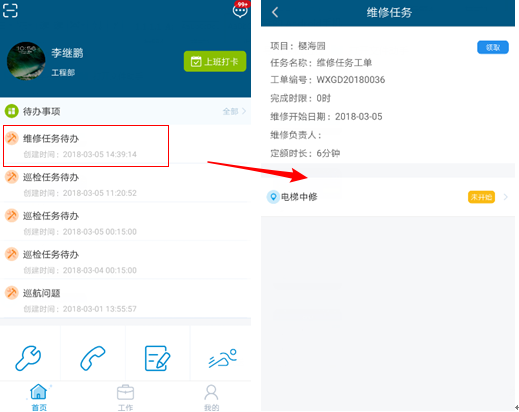 99+
李继鹏
工程部
上班打卡
待办事项
全部
维修任务待办
创建时间：2018-03-05 14:39:14
巡检任务待办
创建时间：2018-03-05 11:20:52
巡检任务待办
创建时间：2018-03-05 00:15:00
巡检任务待办
创建时间：2018-03-04 00:15:00
巡航问题
创建时间：2018-03-01 13:55:57
首页
工作
我的
维修任务
项目：樱海园
领取
任务名称：维修任务工单
工单编号：WXGD20180036
完成时限：0时
维修开始日期：2018-03-05
维修负责人：
定额时长：6分钟
电梯中修
未开始